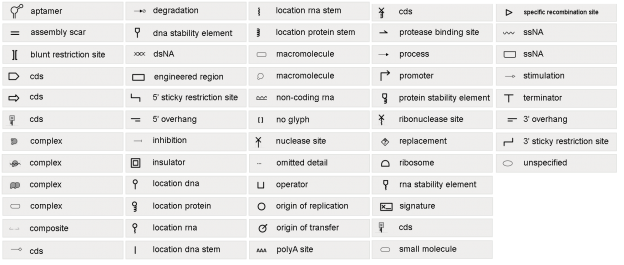 aptamer
assembly scar
blunt restriction site
cds
cds
cds
complex
complex
complex
complex
composite
cds
degradation
dna stability element
dsNA
engineered region
5' sticky restriction site
5' overhang
inhibition
insulator
location dna
location protein
location rna
location dna stem
location rna stem
location protein stem
macromolecule
macromolecule
non-coding rna
no glyph
nuclease site
omitted detail
operator
origin of replication
origin of transfer
polyA site
cds
protease binding site
process
promoter
protein stability element
ribonuclease site
replacement
ribosome
rna stability element
signature
cds
small molecule
specific recombination site
ssNA
ssNA
stimulation
terminator
3' overhang
3' sticky restriction site
unspecified